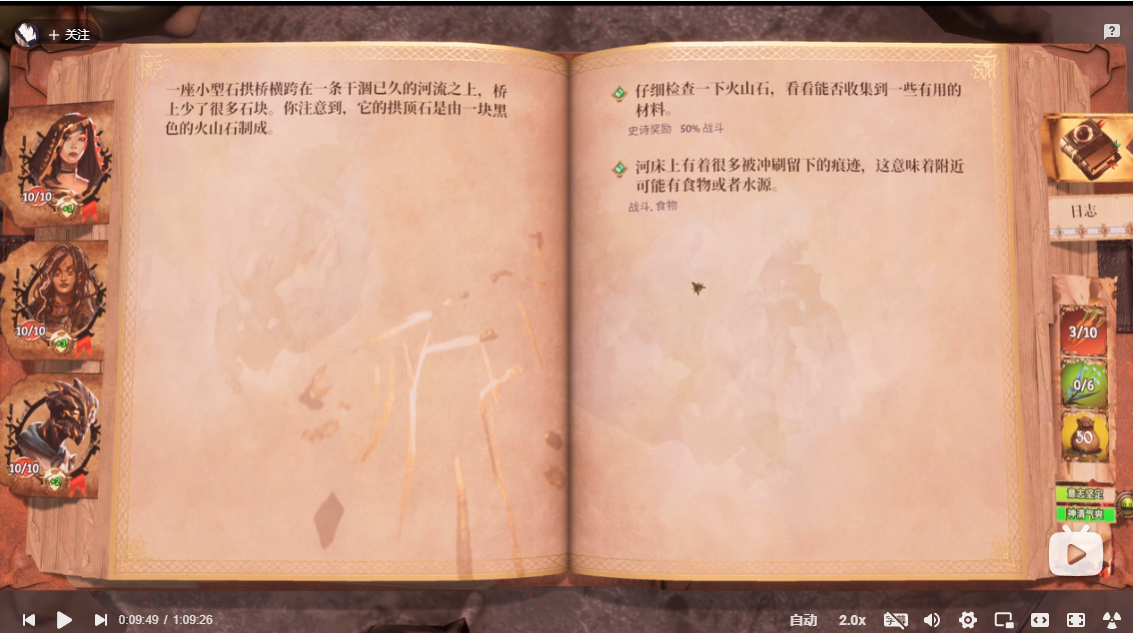 + 关注
一座小型石拱桥横跨在一条干涸已久的河流之上，桥
上少了很多石块。你注意到，它的拱顶石是由一块黑
色的火山石制成。
仔细检查一下火山石，看看能否收集到一些有用的
材料。
史诗奖励 50% 战斗
河床上有着很多被冲刷留下的痕迹，这意味着附近
可能有食物或者水源。
战斗, 食物
10/10
+1
10/10
+3
10/10
+2
日志
3/10
0/6
50
意志坚定
神清气爽
0:09:49 / 1:09:26
自动
2.0x